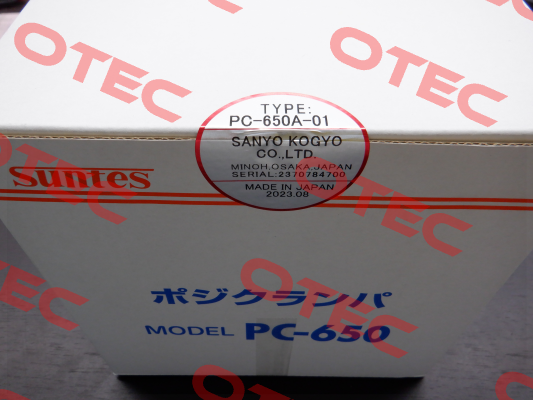 OTEC
OTEC
OTEC
TYPE:
PC-650A-01
SANYO KOGYO
CO.,LTD.
MINOH.OSAKA.JAPAN
SERIAL:2370784700
MADE IN JAPAN
2023.08
suntes
OTEC
OTEC
OTEC
ポジクランパ
MODEL PC-650